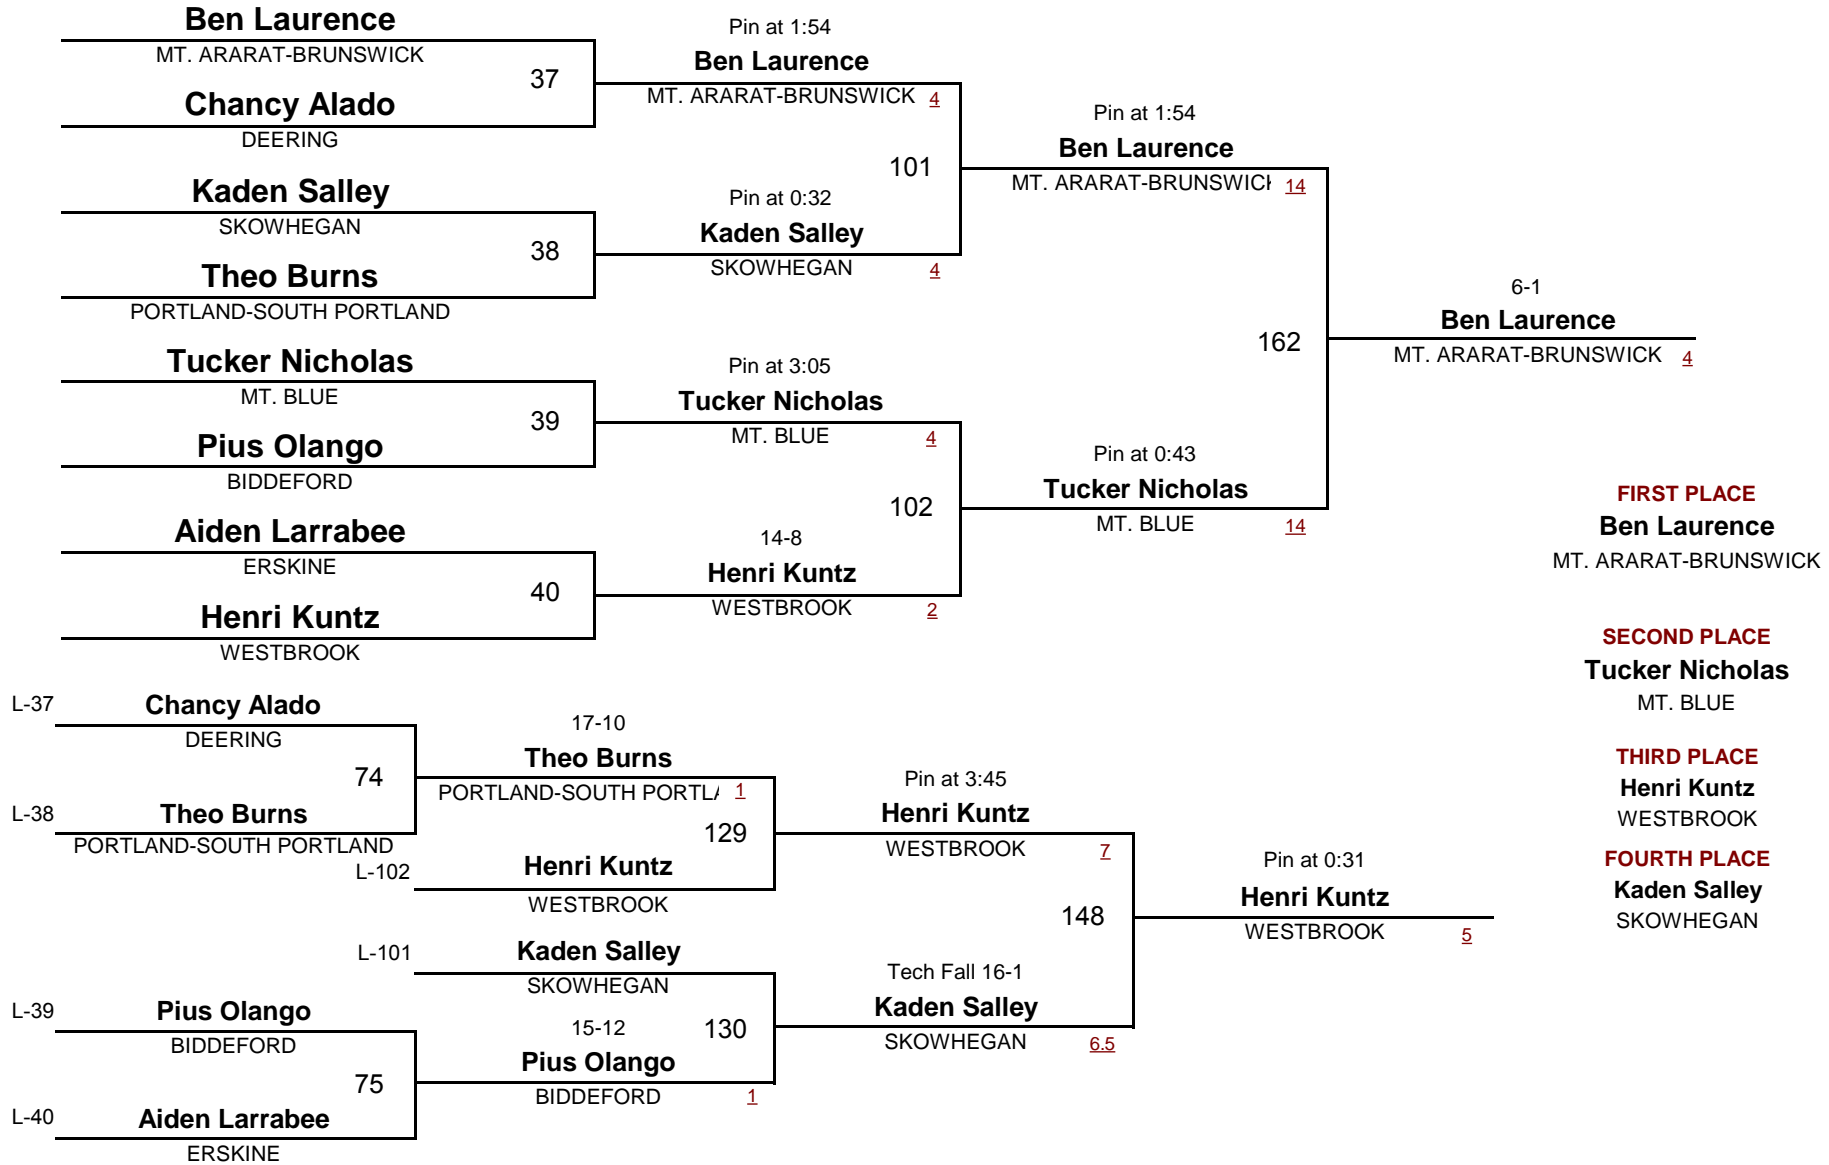 Ben Laurence
MT. ARARAT-BRUNSWICK
37
Chancy Alado
DEERING
Kaden Salley
SKOWHEGAN
38
Theo Burns
PORTLAND-SOUTH PORTLAND
Tucker Nicholas
MT. BLUE
39
Pius Olango
BIDDEFORD
Aiden Larrabee
ERSKINE
40
Henri Kuntz
WESTBROOK
Pin at 1:54
Ben Laurence
MT. ARARAT-BRUNSWICK 4
101
Pin at 0:32
Kaden Salley
SKOWHEGAN 4
Pin at 3:05
Tucker Nicholas
MT. BLUE 4
102
14-8
Henri Kuntz
WESTBROOK 2
Pin at 1:54
Ben Laurence
MT. ARARAT-BRUNSWICK 14
162
Pin at 0:43
Tucker Nicholas
MT. BLUE 14
6-1
Ben Laurence
MT. ARARAT-BRUNSWICK 4
FIRST PLACE
Ben Laurence
MT. ARARAT-BRUNSWICK
SECOND PLACE
Tucker Nicholas
MT. BLUE
THIRD PLACE
Henri Kuntz
WESTBROOK
FOURTH PLACE
Kaden Salley
SKOWHEGAN
L-37 Chancy Alado
DEERING
74
L-38 Theo Burns
PORTLAND-SOUTH PORTLAND
17-10
Theo Burns
PORTLAND-SOUTH PORTLA 1
129
L-102 Henri Kuntz
WESTBROOK
L-101 Kaden Salley
SKOWHEGAN
130
15-12
Pius Olango
BIDDEFORD 1
L-39 Pius Olango
BIDDEFORD
75
L-40 Aiden Larrabee
ERSKINE
Pin at 3:45
Henri Kuntz
WESTBROOK 7
148
Tech Fall 16-1
Kaden Salley
SKOWHEGAN 6.5
Pin at 0:31
Henri Kuntz
WESTBROOK 5